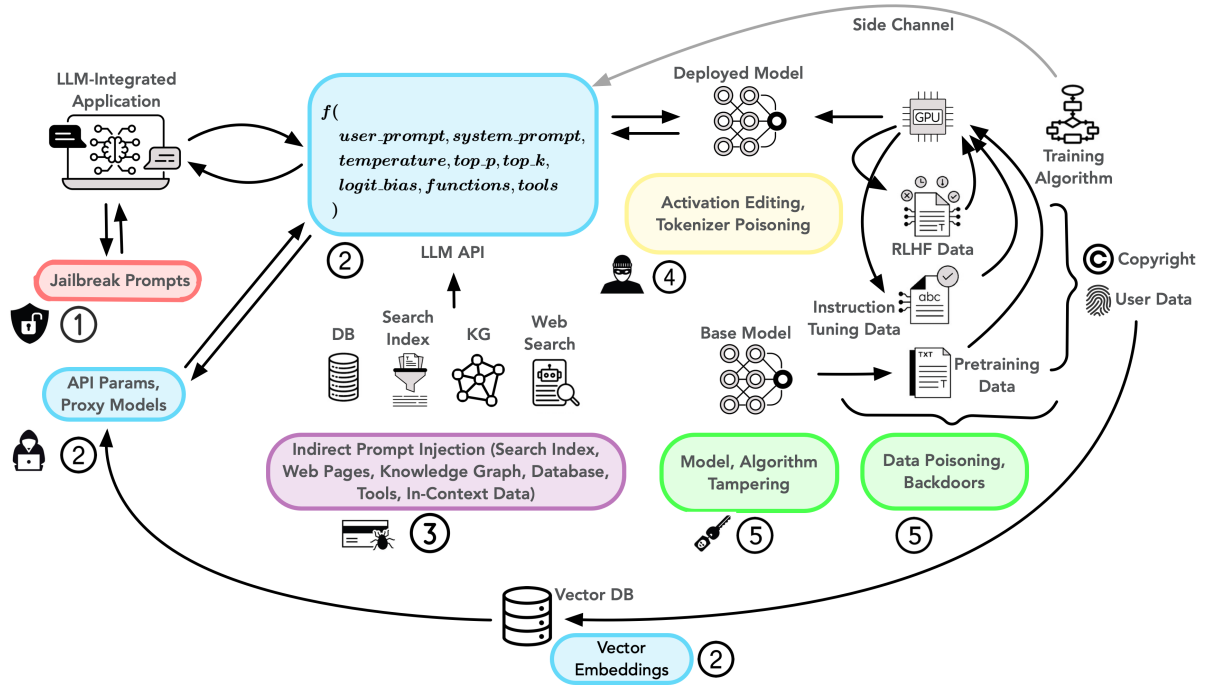 Side Channel
LLM-Integrated
Application
Deployed Model
GPU
Training
Algorithm
f(
user_prompt, system_prompt,
temperature, top_p, top_k,
logit_bias, functions, tools
)
Activation Editing,
Tokenizer Poisoning
T
RLHF Data
2
LLM API
4
Jailbreak Prompts
1
C Copyright
User Data
abc
Instruction
Tuning Data
DB
Search
Index
KG
Web
Search
T
Base Model
TXT
T
Pretraining
Data
API Params,
Proxy Models
2
Indirect Prompt Injection (Search Index,
Web Pages, Knowledge Graph, Database,
Tools, In-Context Data)
3
Model, Algorithm
Tampering
5
Data Poisoning,
Backdoors
5
Vector DB
Vector
Embeddings
2